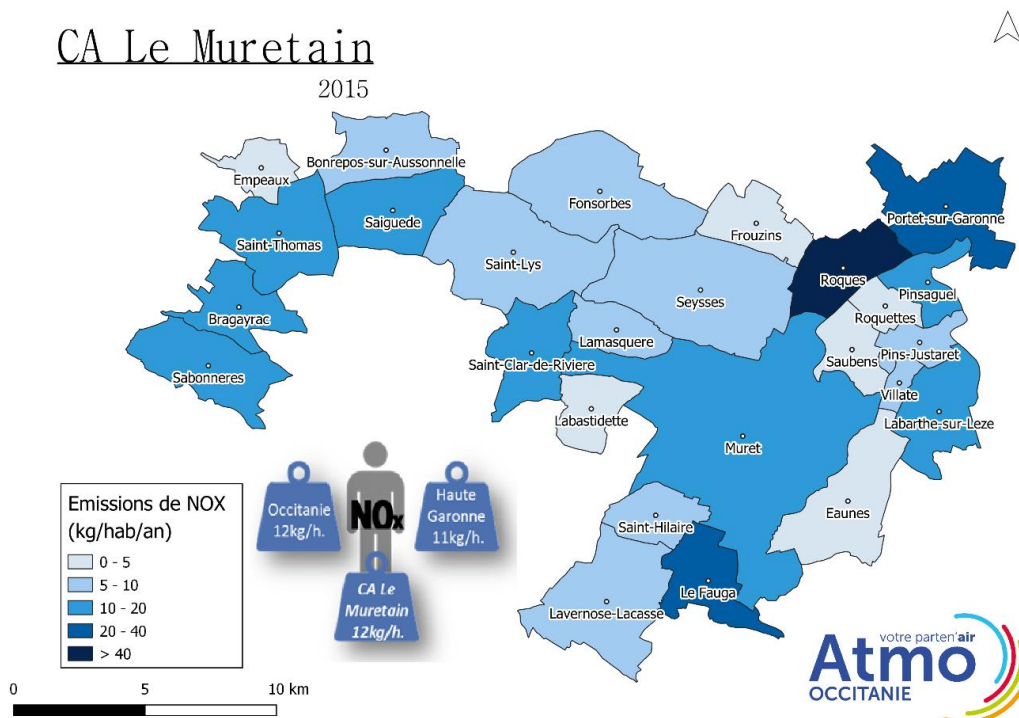 CA Le Muretain
2015
Empeaux
Bonrepos-sur-Aussonnelle
Saint-Thomas
Saiguede
Fonsorbes
Frouzins
Portet-sur-Garonne
Saint-Lys
Seysses
Roques
Pinsaguel
Bragayrac
Roquettes
Sabonneres
Saint-Clar-de-Riviere
Lamasquere
Saubens
Pins-Justaret
Villate
Labastidette
Muret
Labarthe-sur-Leze
Eaunes
Saint-Hilaire
Le Fauga
Lavernose-Lacasse
Occitanie
12kg/h.
NOx
Haute
Garonne
11kg/h.
CA Le
Muretain
12kg/h.
Emissions de NOX
(kg/hab/an)
0 - 5
5 - 10
10 - 20
20 - 40
> 40
0 5 10 km
votre parten'air
Atmo
OCCITANIE